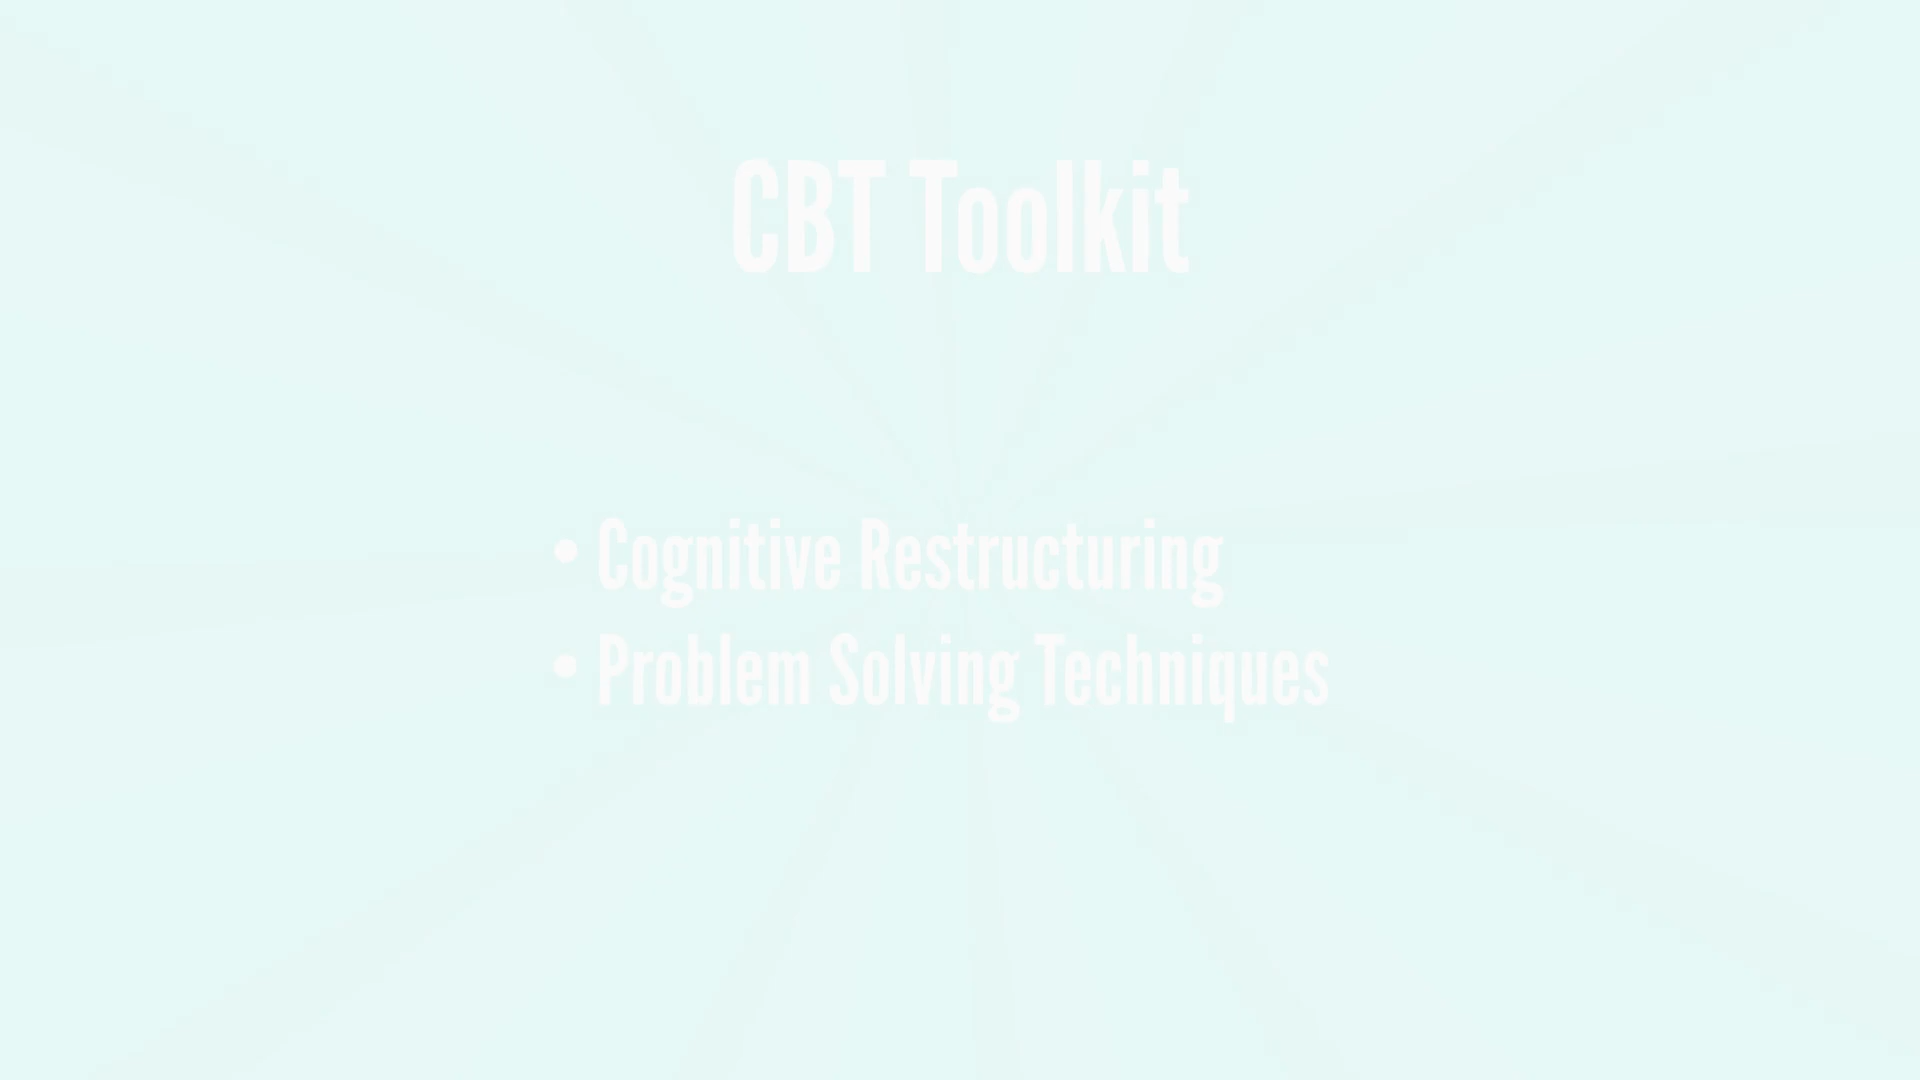 CBT Toolkit
• Cognitive Restructuring
• Problem Solving Techniques